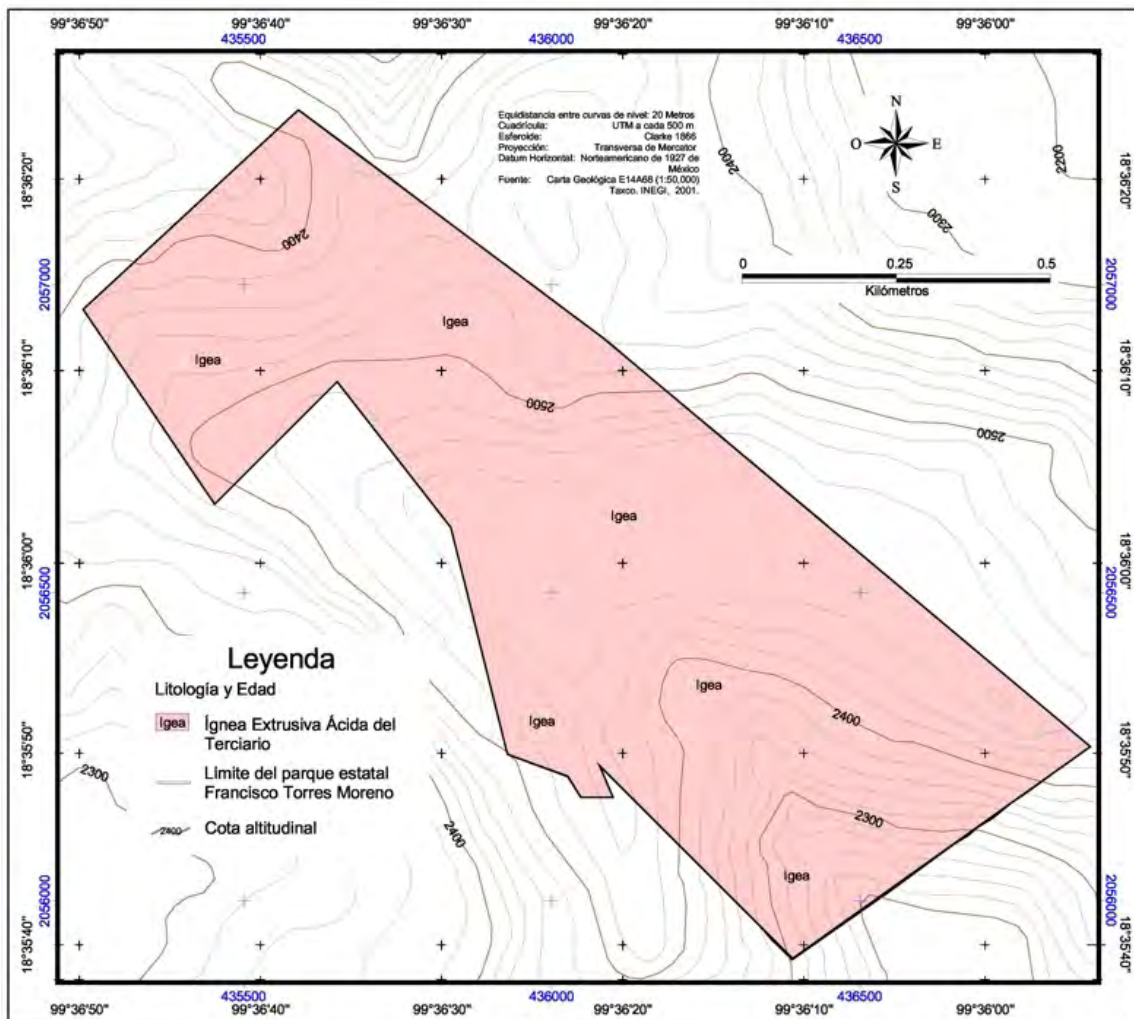 99°36'50" 99°36'40" 99°36'30" 99°36'20" 99°36'10" 99°36'00"
435500 436000 436500
Equidistancia entre curvas de nivel: 20 Metros
Cuadrícula: UTM a cada 500 m
Esferoide: Clarke 1866
Proyección: Transversa de Mercator
Datum Horizontal: Norteamericano de 1927 de
México
Fuente: Carta Geológica E14A68 (1:50,000)
Taxco. INEGI, 2001.
N
O E
S
2400
2200
2300
18°36'20" 18°36'20"
2400
0 0.25 0.5
Kilómetros
2057000 2057000
Igea
Igea
18°36'10" 18°36'10"
2500
2500
Igea
18°36'00" 18°36'00"
2056500 2056500
Leyenda
Litología y Edad
Igea Ígnea Extrusiva Ácida del
Terciario
Límite del parque estatal
Francisco Torres Moreno
2400 Cota altitudinal
Igea
Igea
2400
18°35'50" 18°35'50"
2300
2300
2400
Igea
2056000 2056000
18°35'40" 18°35'40"
435500 436000 436500
99°36'50" 99°36'40" 99°36'30" 99°36'20" 99°36'10" 99°36'00"